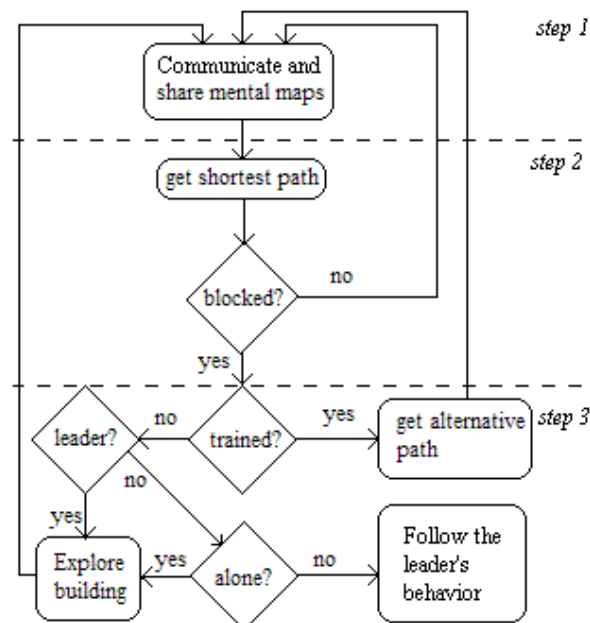 step 1
Communicate and
share mental maps
step 2
get shortest path
no
blocked?
yes
step 3
no
yes
leader?
trained?
get alternative
path
no
yes
Explore
building
yes
alone?
no
Follow the
leader's
behavior